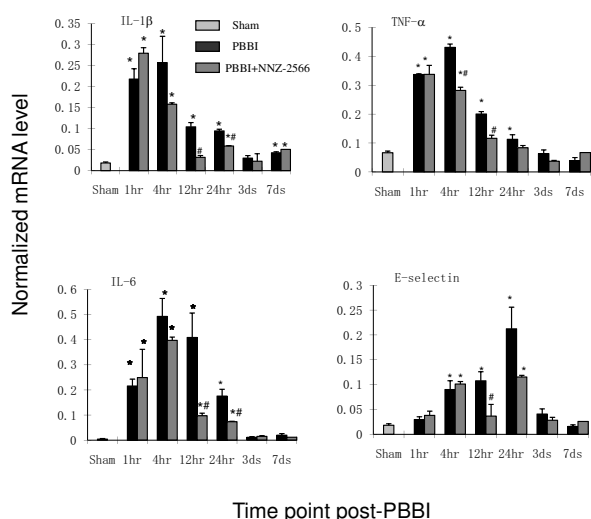 IL-1β
Sham
PBBI
PBBI+NNZ-2566
0.35
0.3
0.25
0.2
0.15
0.1
0.05
0
* * * * * # * *# * *
Sham 1hr 4hr 12hr 24hr 3ds 7ds
TNF-α
0.5
0.4
0.3
0.2
0.1
0
* * * *# * # *
Sham 1hr 4hr 12hr 24hr 3ds 7ds
Normalized mRNA level
IL-6
0.6
0.5
0.4
0.3
0.2
0.1
0
* * * * * *# * *#
Sham 1hr 4hr 12hr 24hr 3ds 7ds
E-selectin
0.3
0.25
0.2
0.15
0.1
0.05
0
* * * # * *
Sham 1hr 4hr 12hr 24hr 3ds 7ds
Time point post-PBBI